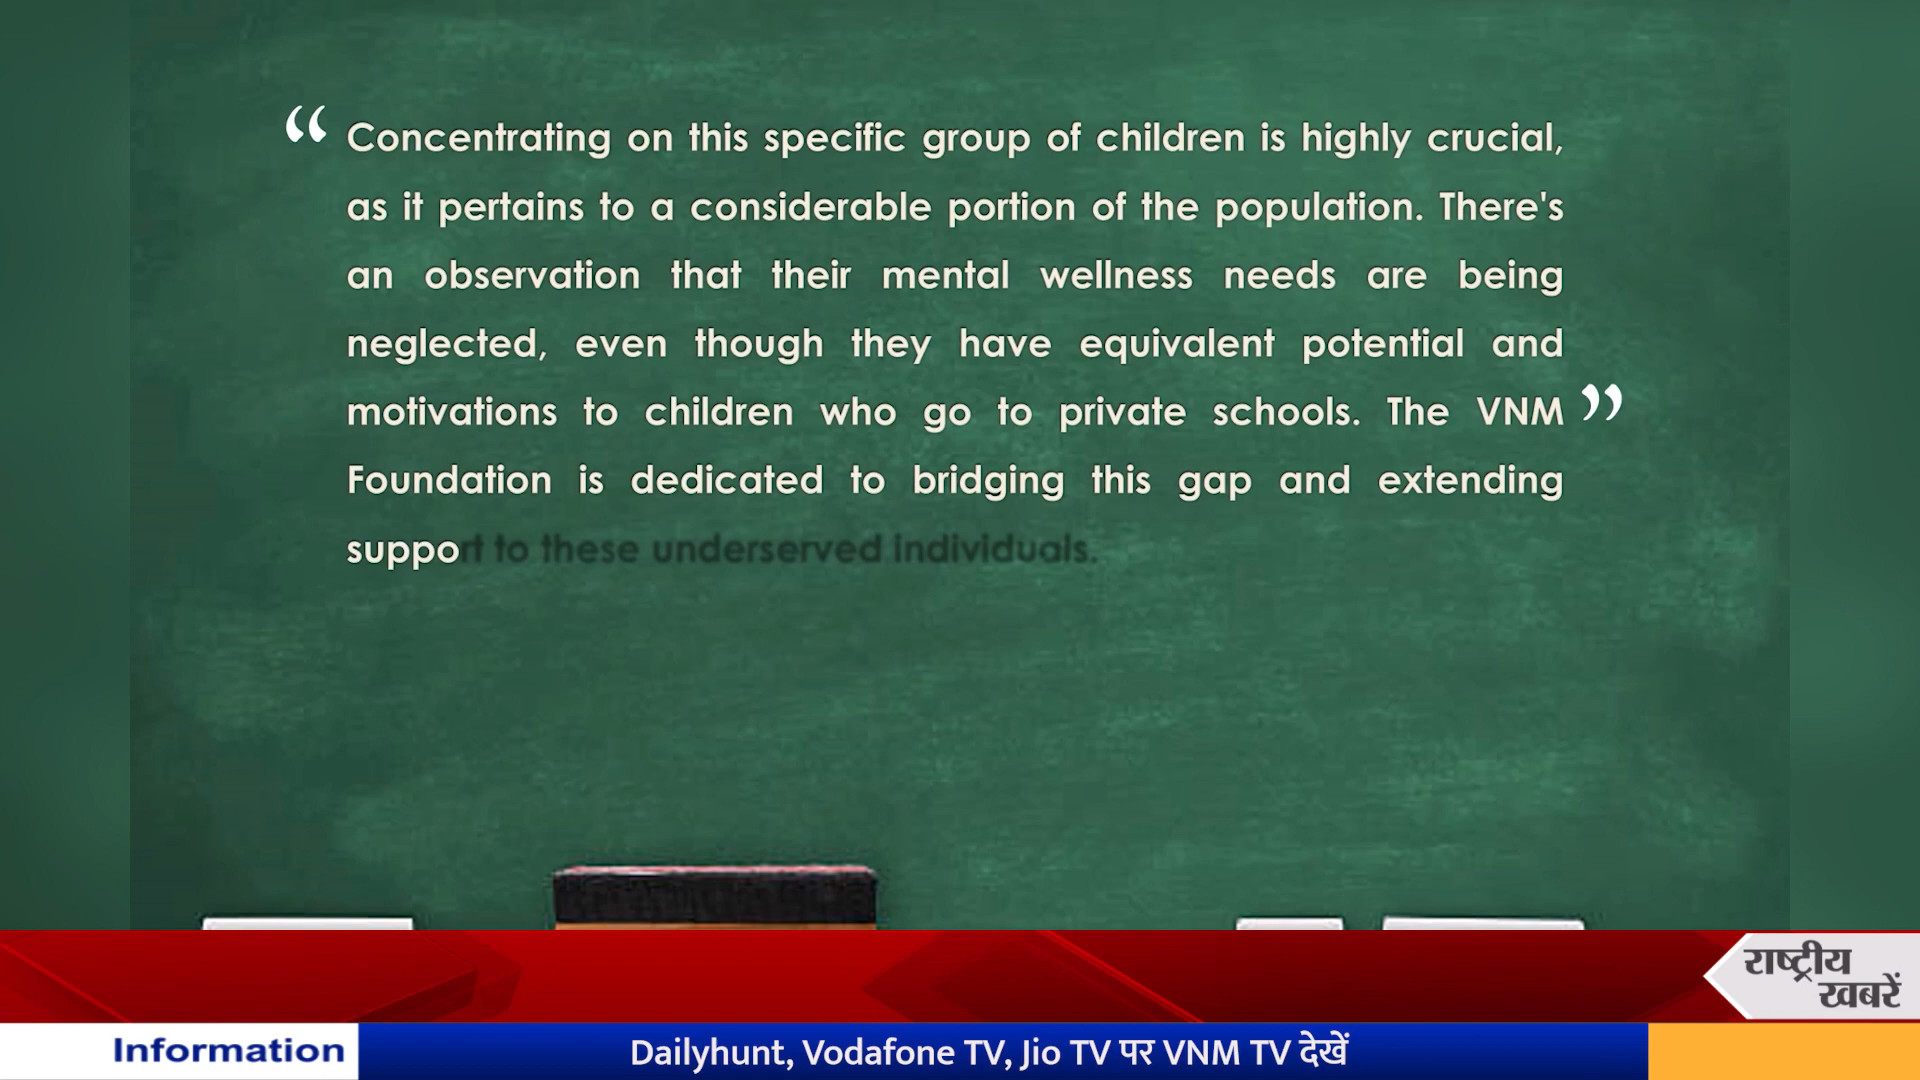 “ Concentrating on this specific group of children is highly crucial,
as it pertains to a considerable portion of the population. There's
an observation that their mental wellness needs are being
neglected, even though they have equivalent potential and
motivations to children who go to private schools. The VNM ”
Foundation is dedicated to bridging this gap and extending
support to these underserved individuals.
राष्ट्रीय
खबरें
Information
Dailyhunt, Vodafone TV, Jio TV पर VNM TV देखें